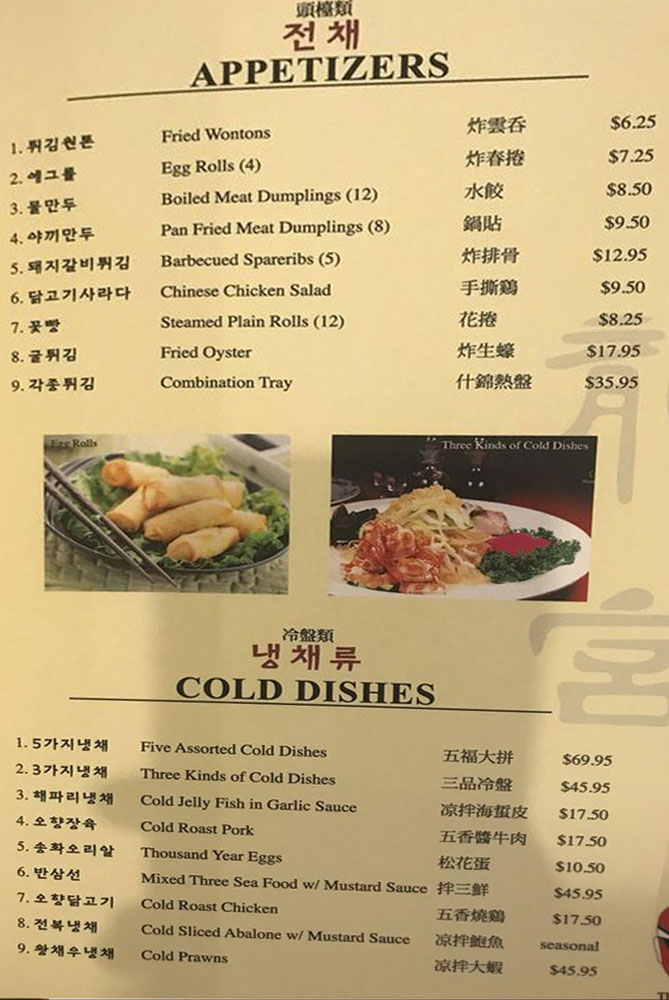 頭檯類
전채
APPETIZERS
1. 튀김원톤 Fried Wontons 炸雲吞 $6.25
2. 에그롤 Egg Rolls (4) 炸春捲 $7.25
3. 물만두 Boiled Meat Dumplings (12) 水餃 $8.50
4. 야끼만두 Pan Fried Meat Dumplings (8) 鍋貼 $9.50
5. 돼지갈비튀김 Barbecued Spareribs (5) 炸排骨 $12.95
6. 닭고기사라다 Chinese Chicken Salad 手撕鷄 $9.50
7. 꽃빵 Steamed Plain Rolls (12) 花捲 $8.25
8. 굴튀김 Fried Oyster 炸生蠔 $17.95
9. 각종튀김 Combination Tray 什錦熱盤 $35.95
Egg Rolls
Three Kinds of Cold Dishes
青宮
冷盤類
냉채류
COLD DISHES
1. 5가지냉채 Five Assorted Cold Dishes 五福大拼 $69.95
2. 3가지냉채 Three Kinds of Cold Dishes 三品冷盤 $45.95
3. 해파리냉채 Cold Jelly Fish in Garlic Sauce 凉拌海蜇皮 $17.50
4. 오향장육 Cold Roast Pork 五香醬牛肉 $17.50
5. 송화오리알 Thousand Year Eggs 松花蛋 $10.50
6. 반삼선 Mixed Three Sea Food w/ Mustard Sauce 拌三鮮 $45.95
7. 오향닭고기 Cold Roast Chicken 五香燒鷄 $17.50
8. 전복냉채 Cold Sliced Abalone w/ Mustard Sauce 凉拌鮑魚 seasonal
9. 왕채우냉채 Cold Prawns 凉拌大蝦 $45.95